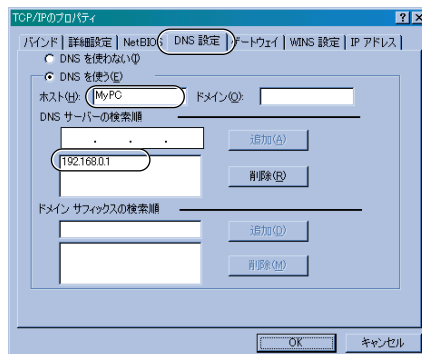 TCP/IPのプロパティ
バインド 詳細設定 NetBIOS DNS 設定 ゲートウェイ WINS 設定 IP アドレス
DNS を使わない(I)
DNS を使う(E)
ホスト(H): MyPC ドメイン(O):
DNS サーバーの検索順
. . . 追加(A)
192.168.0.1
削除(R)
ドメイン サフィックスの検索順
追加(D)
削除(M)
OK キャンセル